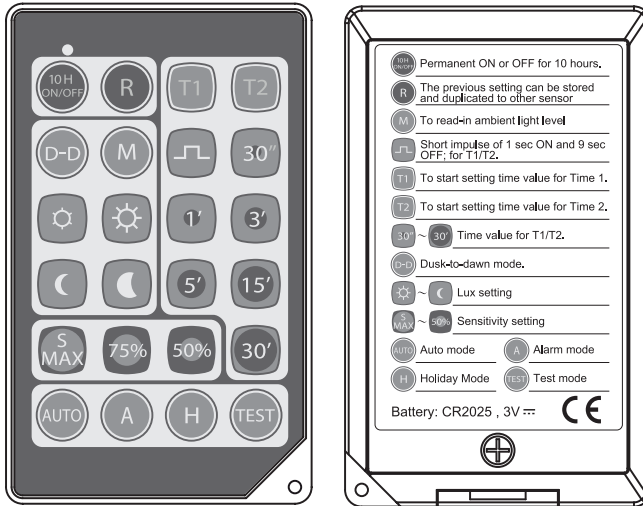 10 H
ON/OFF
R
T1
T2
D-D
M
30"
1'
3'
5'
15'
S
MAX
75%
50%
30'
AUTO
A
H
TEST
10H
ON/OFF
Permanent ON or OFF for 10 hours.
R
The previous setting can be stored
and duplicated to other sensor
M
To read-in ambient light level
Short impulse of 1 sec ON and 9 sec
OFF; for T1/T2.
T1
To start setting time value for Time 1.
T2
To start setting time value for Time 2.
30" ~ 30' Time value for T1/T2.
D-D
Dusk-to-dawn mode.
~ Lux setting
S
MAX
~ 50% Sensitivity setting
AUTO Auto mode
A Alarm mode
H Holiday Mode
TEST Test mode
Battery: CR2025 , 3V
CE